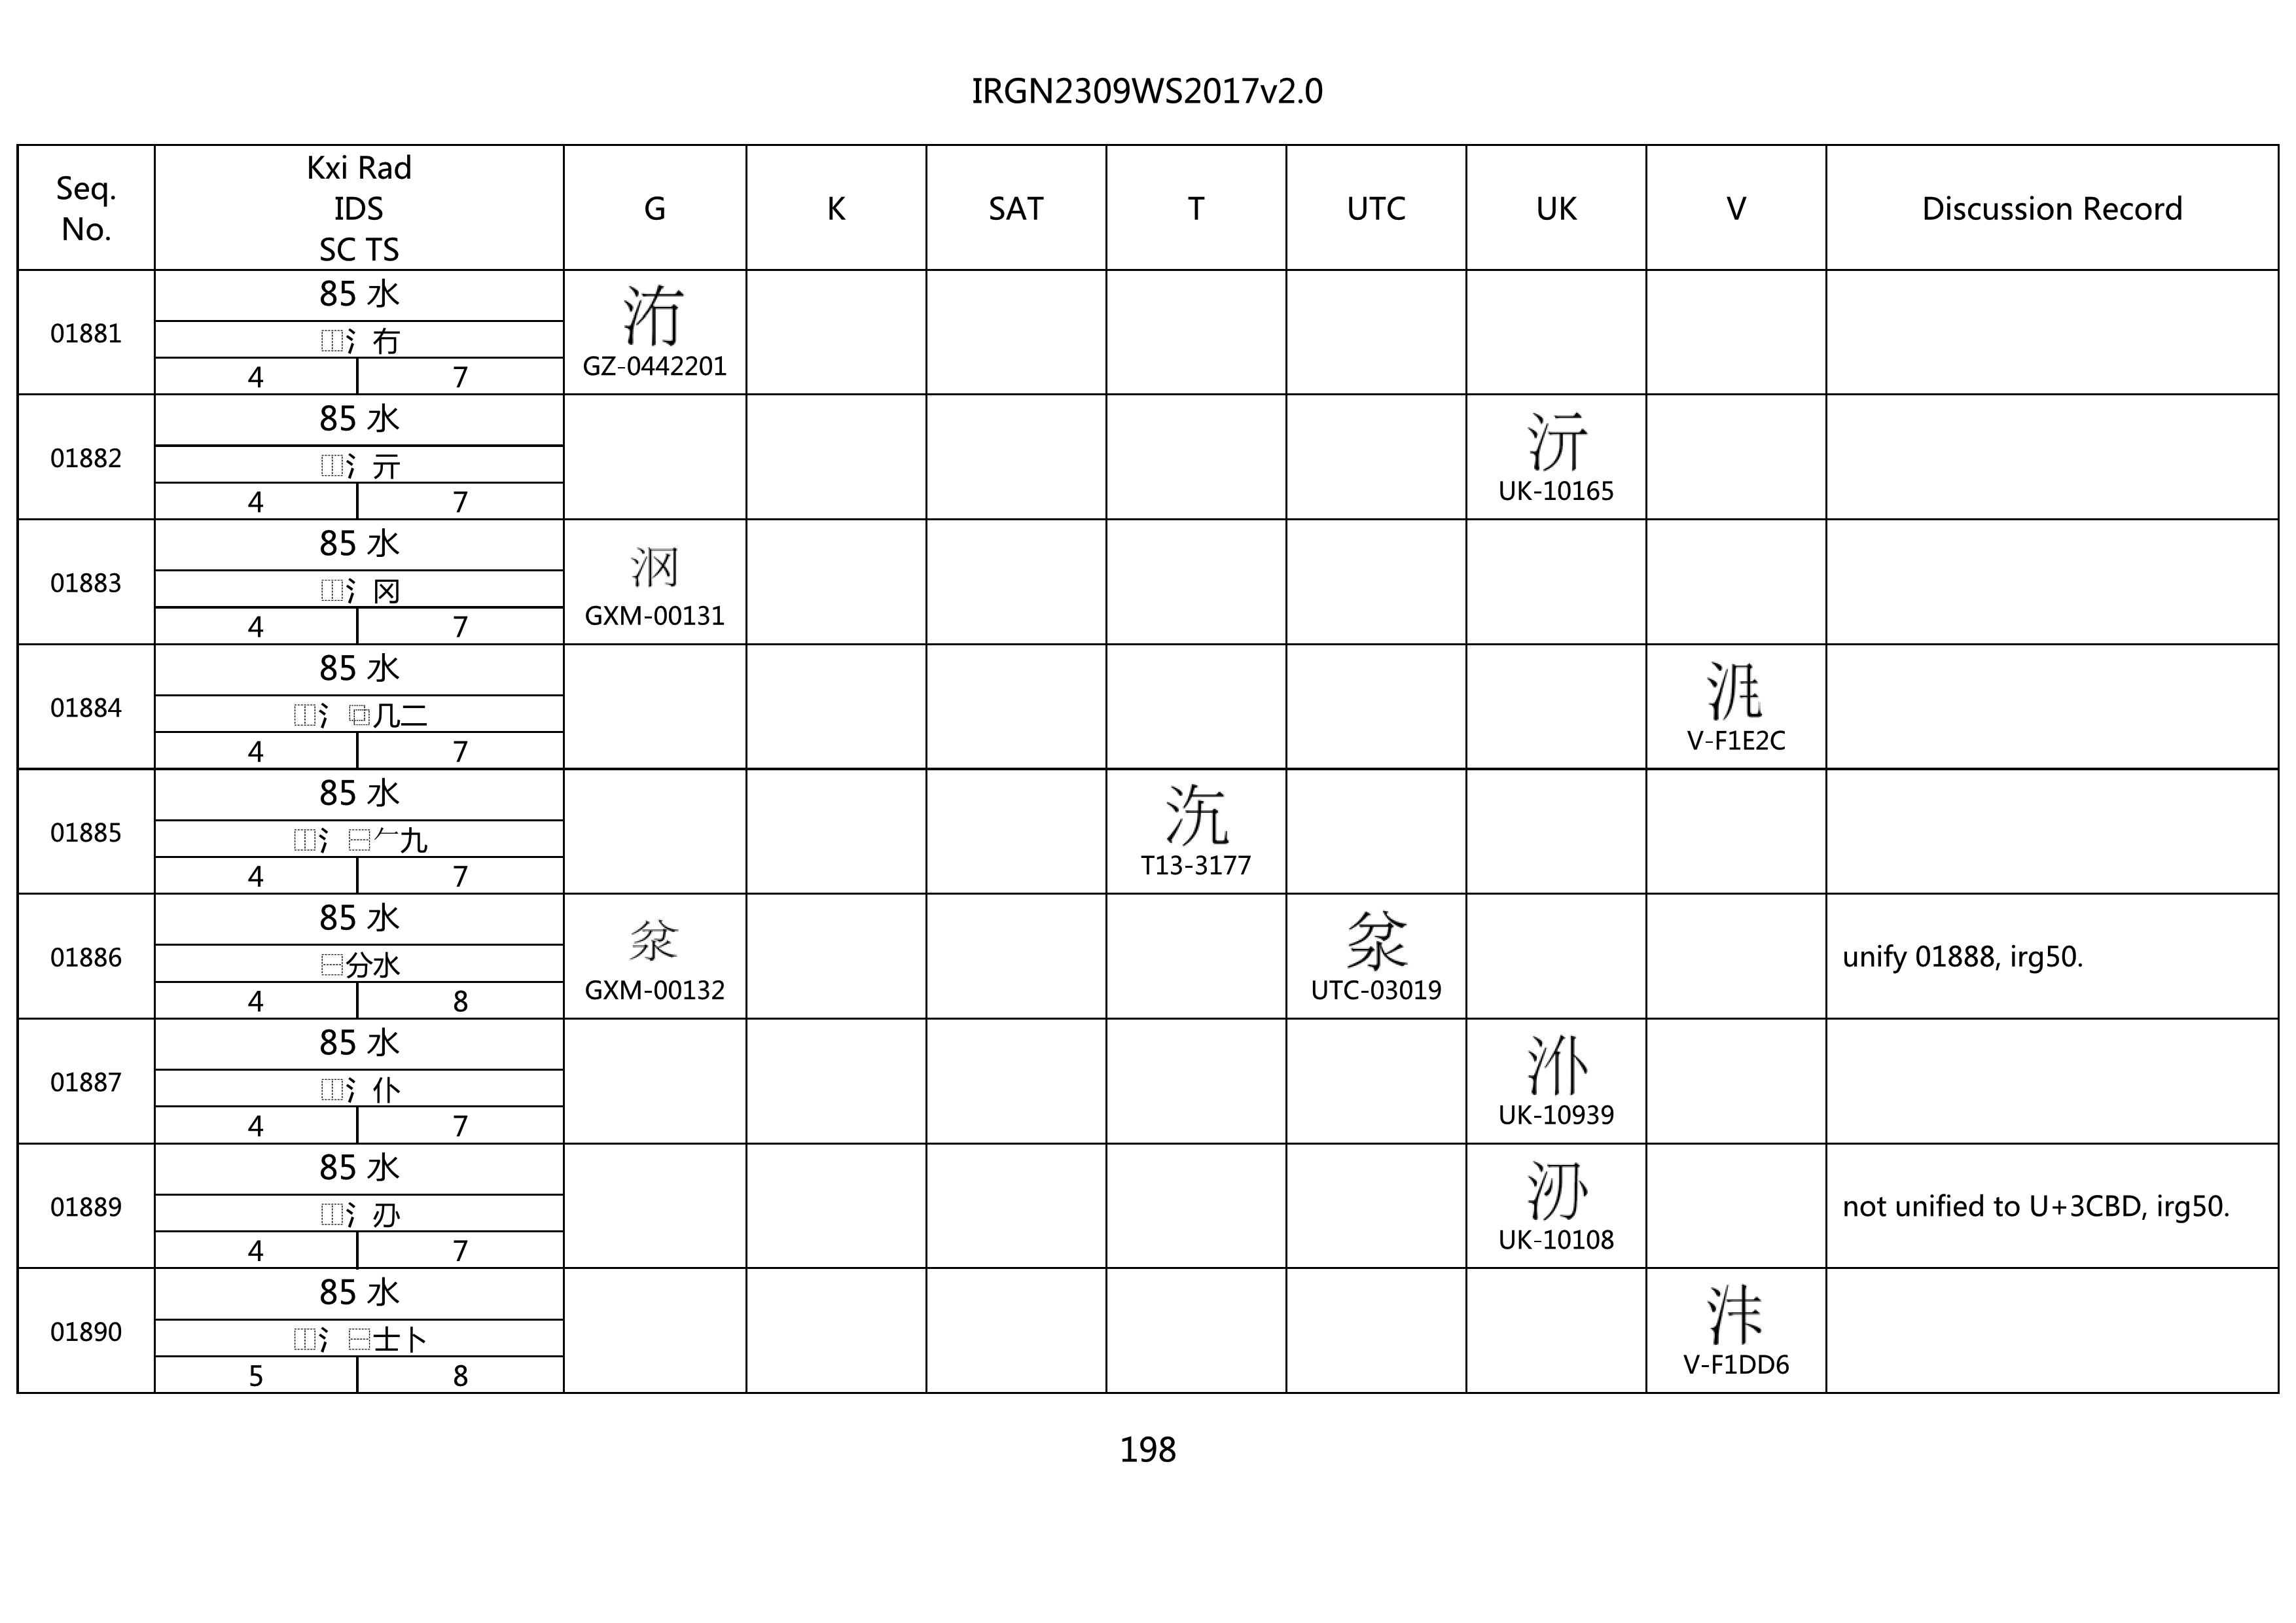 IRGN2309WS2017v2.0
Seq. No. Kxi Rad IDS SC TS G K SAT T UTC UK V Discussion Record
01881
85 水
⿰氵冇
4 7
GZ-0442201
01882
85 水
⿰氵亓
4 7
UK-10165
01883
85 水
⿰氵冈
4 7
GXM-00131
01884
85 水
⿰氵⿻几二
4 7
V-F1E2C
01885
85 水
⿰氵⿱𠂉九
4 7
T13-3177
01886
85 水
⿱分水
4 8
GXM-00132
UTC-03019
unify 01888, irg50.
01887
85 水
⿰氵仆
4 7
UK-10939
01889
85 水
⿰氵刅
4 7
UK-10108
not unified to U+3CBD, irg50.
01890
85 水
⿰氵⿱士卜
5 8
V-F1DD6
198